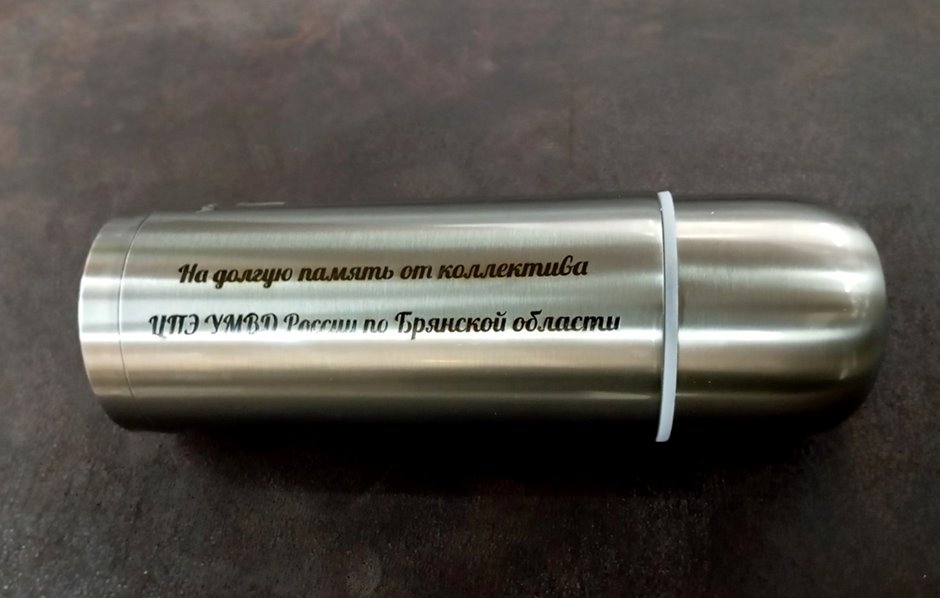 На долгую память от коллектива
ЦПЭ УМВД России по Брянской области